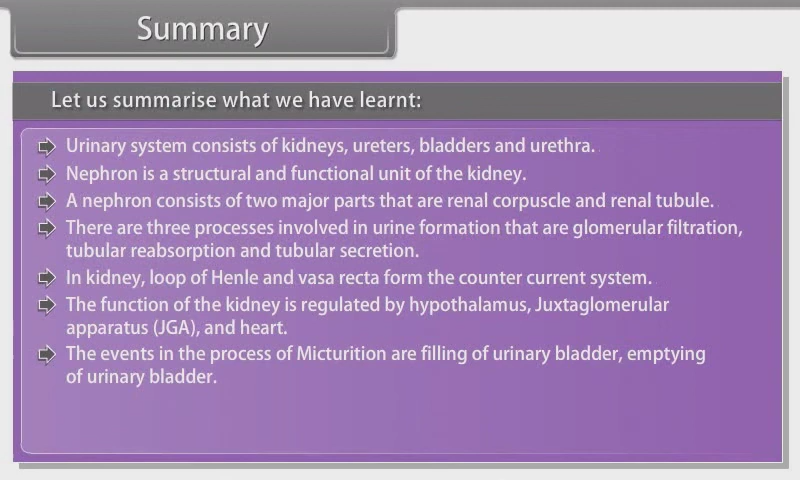 Summary
Let us summarise what we have learnt:
Urinary system consists of kidneys, ureters, bladders and urethra.
Nephron is a structural and functional unit of the kidney.
A nephron consists of two major parts that are renal corpuscle and renal tubule.
There are three processes involved in urine formation that are glomerular filtration,
tubular reabsorption and tubular secretion.
In kidney, loop of Henle and vasa recta form the counter current system.
The function of the kidney is regulated by hypothalamus, Juxtaglomerular
apparatus (JGA), and heart.
The events in the process of Micturition are filling of urinary bladder, emptying
of urinary bladder.